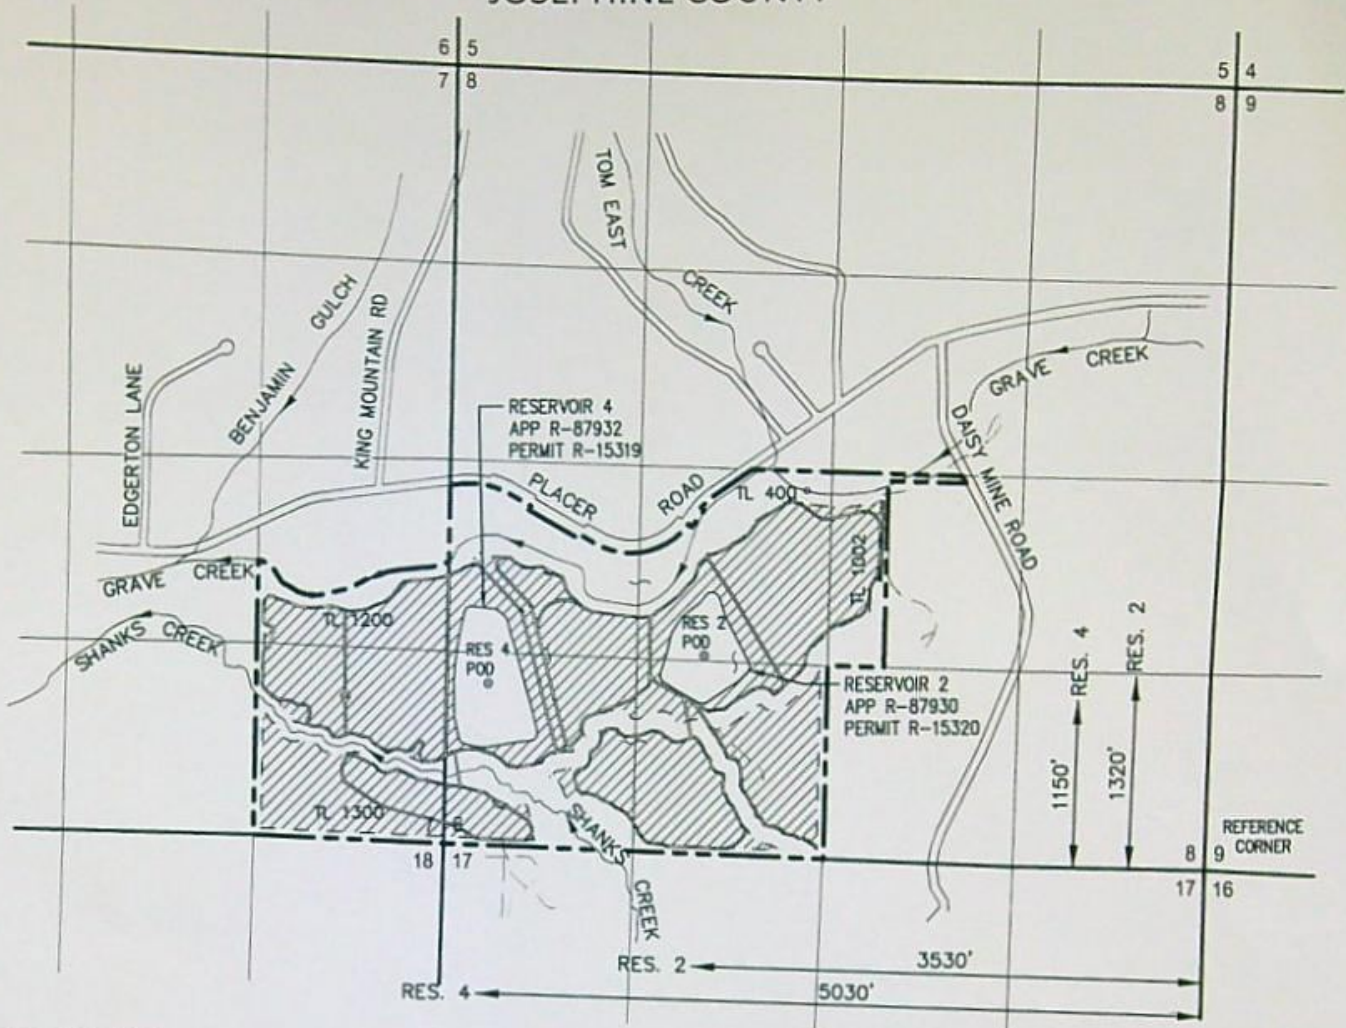 JOSEPHINE COUNTY
6 5
7 8
5 4
8 9
TOM EAST
CREEK
BENJAMIN GULCH
KING MOUNTAIN RD
EDGERTON LANE
GRAVE CREEK
DAISY MINE ROAD
RESERVOIR 4
APP R-87932
PERMIT R-15319
PLACER ROAD
TL 400
TL 1002
GRAVE CREEK
SHANKS CREEK
TL 1200
RES 4
POD
RES 2
POD
RESERVOIR 2
APP R-87930
PERMIT R-15320
RES. 4
RES. 2
1150'
1320'
TL 1300
SHANKS
CREEK
REFERENCE
CORNER
18 17
8 9
17 16
RES. 2
3530'
RES. 4
5030'